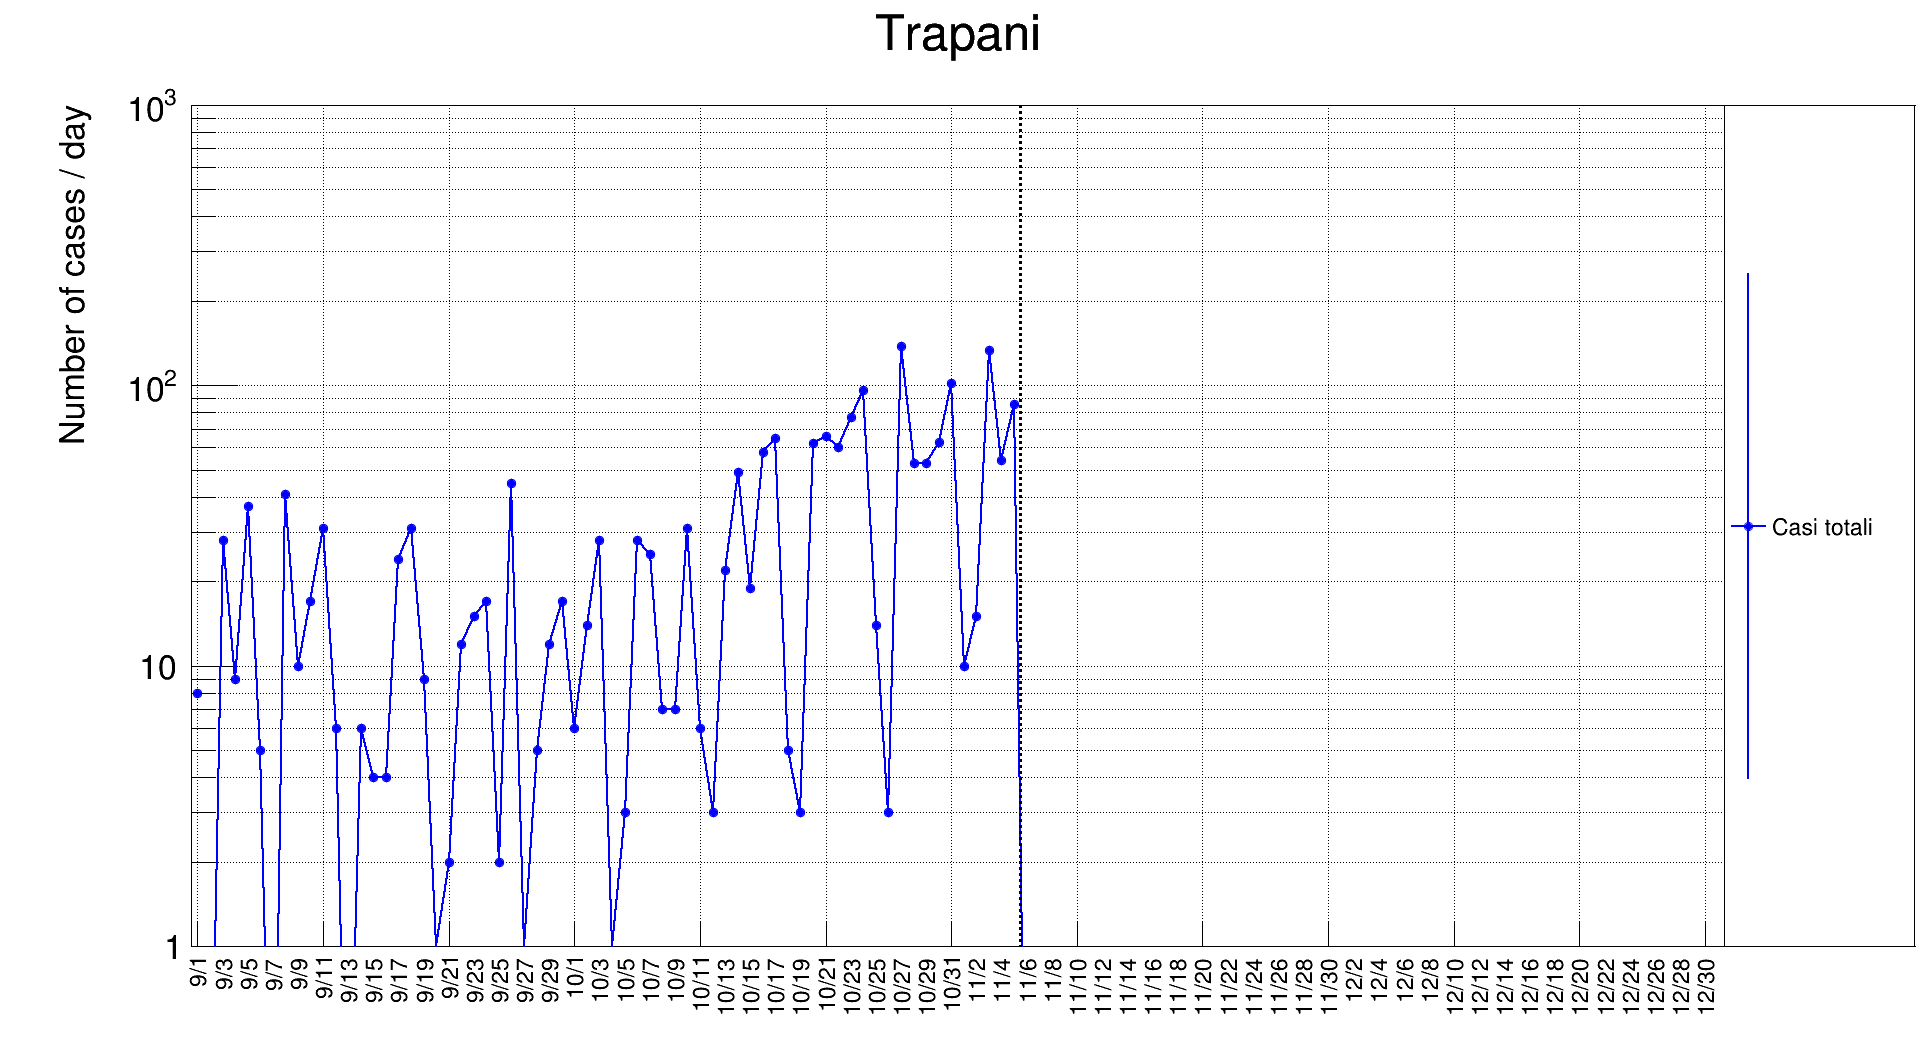 Trapani
Number of cases / day
10³
10²
10
1
9/1 9/3 9/5 9/7 9/9 9/11 9/13 9/15 9/17 9/19 9/21 9/23 9/25 9/27 9/29 10/1 10/3 10/5 10/7 10/9 10/11 10/13 10/15 10/17 10/19 10/21 10/23 10/25 10/27 10/29 10/31 11/2 11/4 11/6 11/8 11/10 11/12 11/14 11/16 11/18 11/20 11/22 11/24 11/26 11/28 11/30 12/2 12/4 12/6 12/8 12/10 12/12 12/14 12/16 12/18 12/20 12/22 12/24 12/26 12/28 12/30
Casi totali